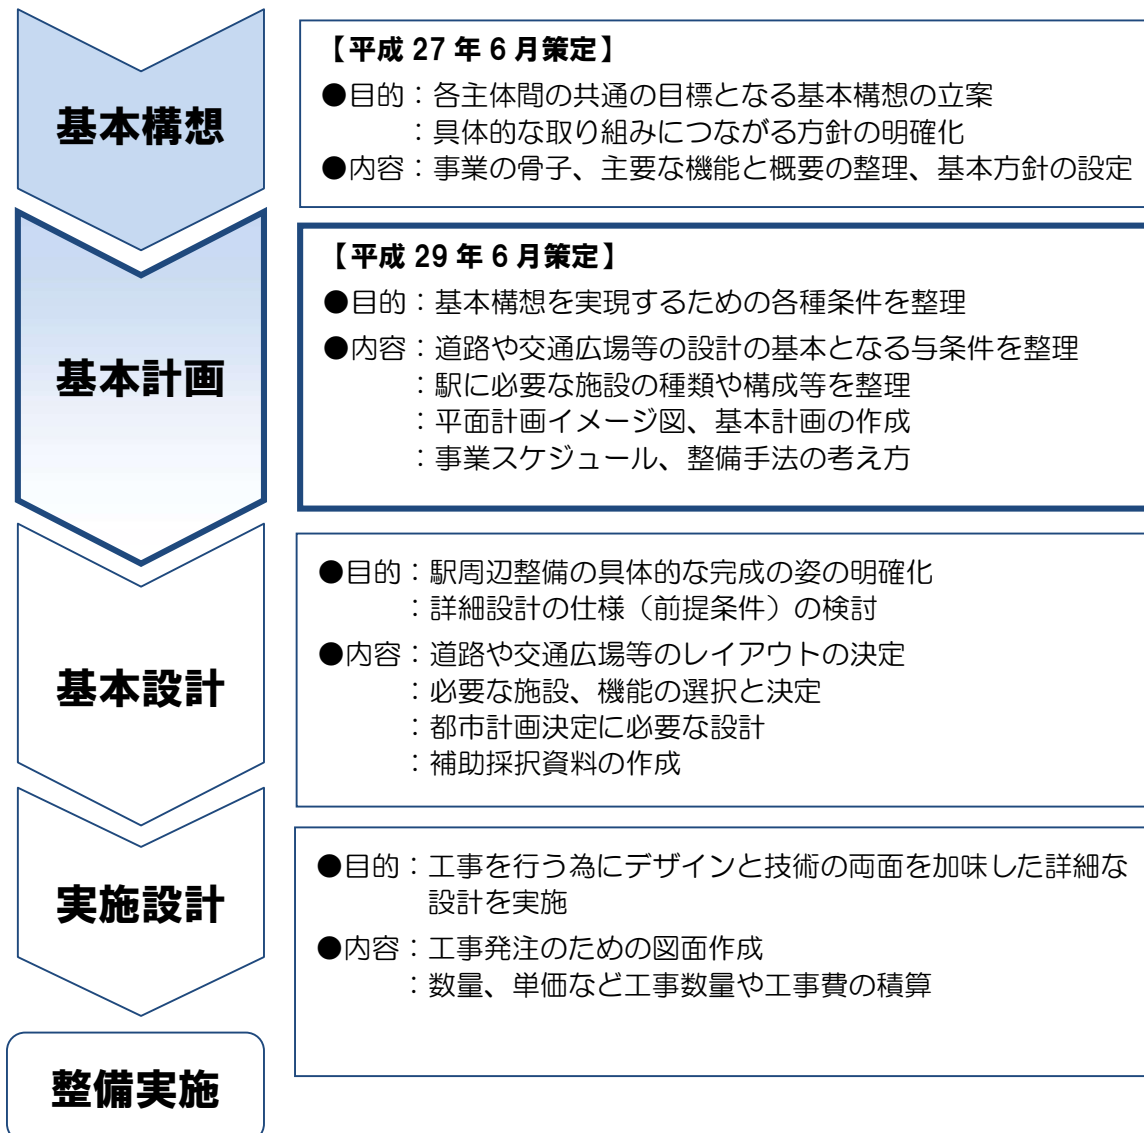 基本構想
【平成 27 年 6 月策定】
●目的：各主体間の共通の目標となる基本構想の立案
：具体的な取り組みにつながる方針の明確化
●内容：事業の骨子、主要な機能と概要の整理、基本方針の設定
基本計画
【平成 29 年 6 月策定】
●目的：基本構想を実現するための各種条件を整理
●内容：道路や交通広場等の設計の基本となる与条件を整理
：駅に必要な施設の種類や構成等を整理
：平面計画イメージ図、基本計画の作成
：事業スケジュール、整備手法の考え方
基本設計
●目的：駅周辺整備の具体的な完成の姿の明確化
：詳細設計の仕様（前提条件）の検討
●内容：道路や交通広場等のレイアウトの決定
：必要な施設、機能の選択と決定
：都市計画決定に必要な設計
：補助採択資料の作成
実施設計
●目的：工事を行う為にデザインと技術の両面を加味した詳細な
設計を実施
●内容：工事発注のための図面作成
：数量、単価など工事数量や工事費の積算
整備実施